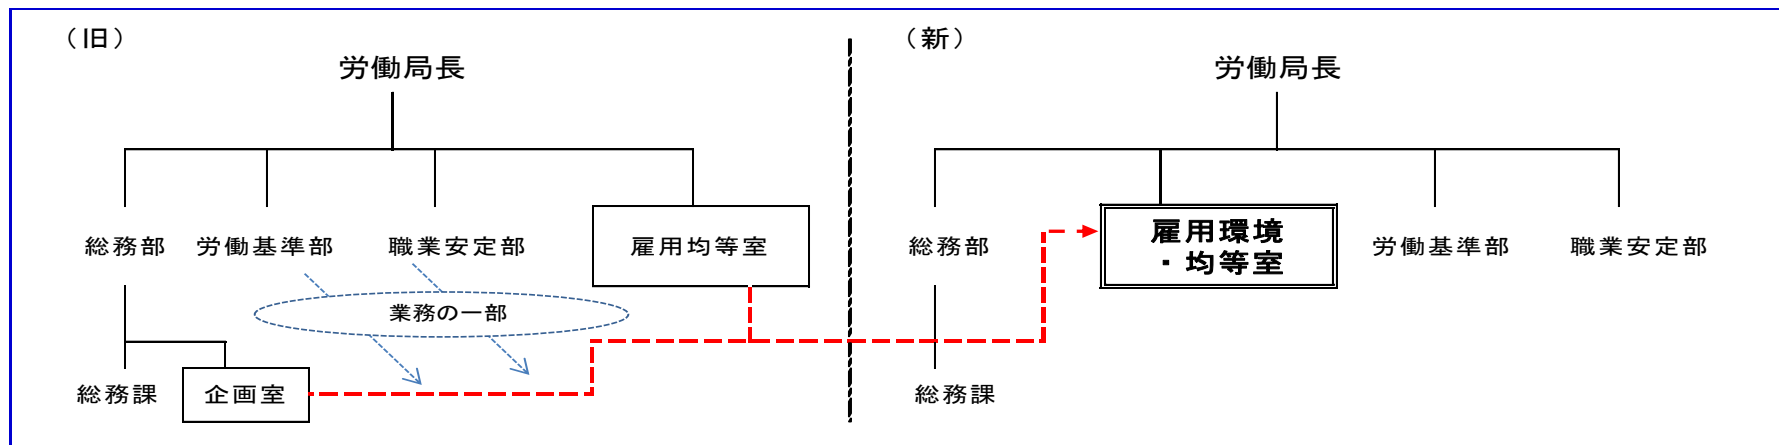 （旧）
労働局長
総務部
労働基準部
職業安定部
雇用均等室
業務の一部
総務課
企画室
（新）
労働局長
総務部
雇用環境
・均等室
労働基準部
職業安定部
総務課